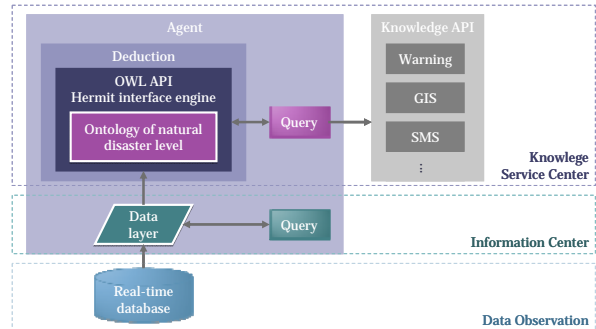 Agent
Knowledge API
Deduction
OWL API
Hermit interface engine
Ontology of natural
disaster level
Query
Warning
GIS
SMS
⋮
Knowlege
Service Center
Data
layer
Query
Information Center
Real-time
database
Data Observation